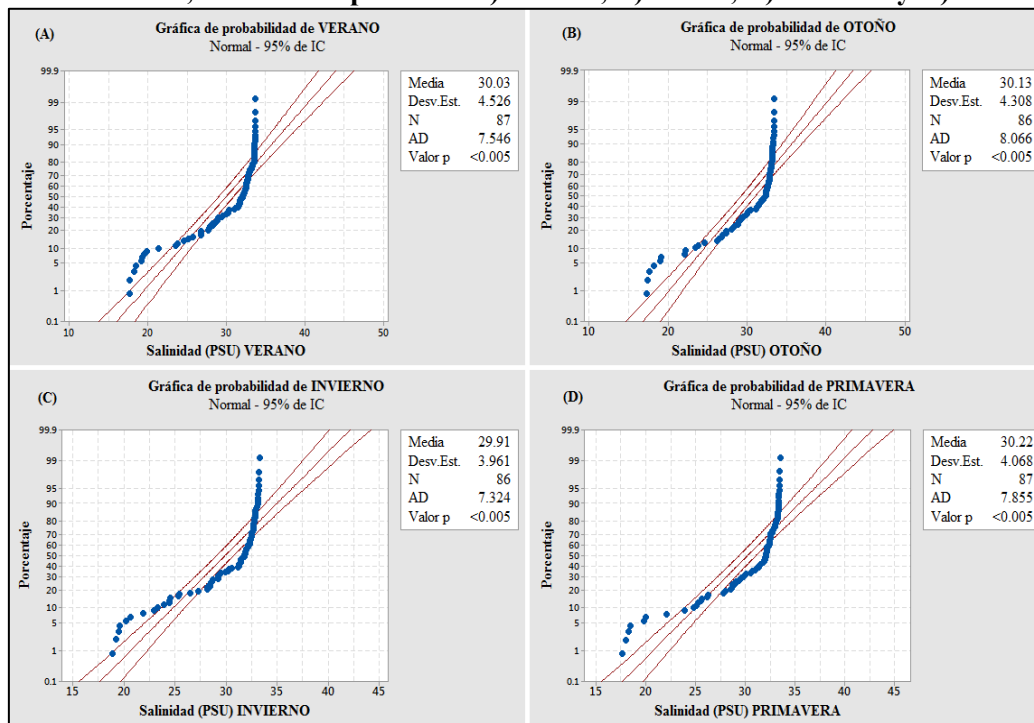 (A)
Gráfica de probabilidad de VERANO
Normal - 95% de IC
99.9
99
95
90
80
70
60
50
40
30
20
10
5
1
0.1
Porcentaje
10 20 30 40 50
Salinidad (PSU) VERANO
Media 30.03
Desv.Est. 4.526
N 87
AD 7.546
Valor p <0.005
(B)
Gráfica de probabilidad de OTOÑO
Normal - 95% de IC
99.9
99
95
90
80
70
60
50
40
30
20
10
5
1
0.1
Porcentaje
10 20 30 40 50
Salinidad (PSU) OTOÑO
Media 30.13
Desv.Est. 4.308
N 86
AD 8.066
Valor p <0.005
(C)
Gráfica de probabilidad de INVIERNO
Normal - 95% de IC
99.9
99
95
90
80
70
60
50
40
30
20
10
5
1
0.1
Porcentaje
15 20 25 30 35 40 45
Salinidad (PSU) INVIERNO
Media 29.91
Desv.Est. 3.961
N 86
AD 7.324
Valor p <0.005
(D)
Gráfica de probabilidad de PRIMAVERA
Normal - 95% de IC
99.9
99
95
90
80
70
60
50
40
30
20
10
5
1
0.1
Porcentaje
15 20 25 30 35 40 45
Salinidad (PSU) PRIMAVERA
Media 30.22
Desv.Est. 4.068
N 87
AD 7.855
Valor p <0.005